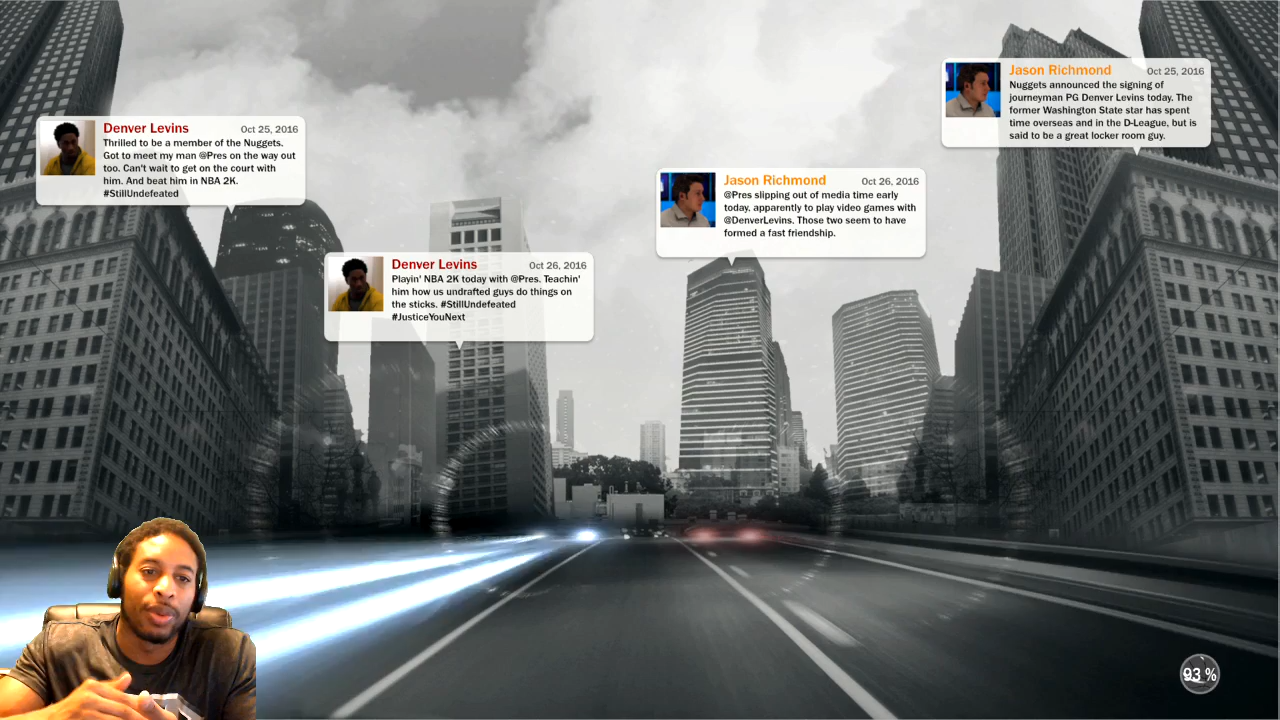 Denver Levins Oct 25, 2016
Thrilled to be a member of the Nuggets.
Got to meet my man @Pres on the way out
too. Can't wait to get on the court with
him. And beat him in NBA 2K.
#StillUndefeated
Denver Levins Oct 26, 2016
Playin' NBA 2K today with @Pres. Teachin'
him how us undrafted guys do things on
the sticks. #StillUndefeated
#JusticeYouNext
Jason Richmond Oct 26, 2016
@Pres slipping out of media time early
today, apparently to play video games with
@DenverLevins. Those two seem to have
formed a fast friendship.
Jason Richmond Oct 25, 2016
Nuggets announced the signing of
journeyman PG Denver Levins today. The
former Washington State star has spent
time overseas and in the D-League, but is
said to be a great locker room guy.
93 %